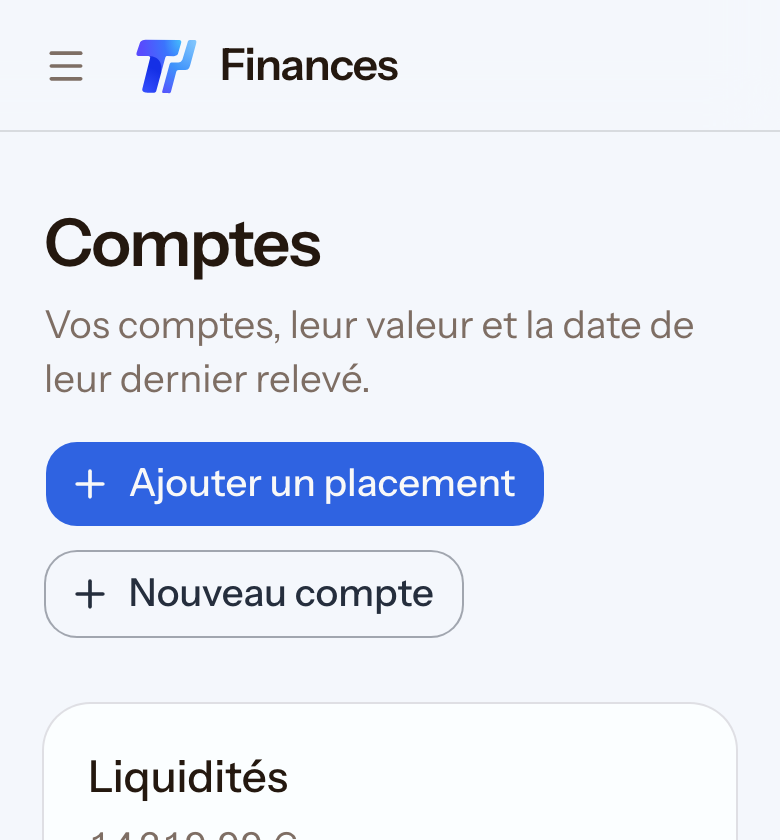 Finances
Comptes
Vos comptes, leur valeur et la date de
leur dernier relevé.
+ Ajouter un placement
+ Nouveau compte
Liquidités